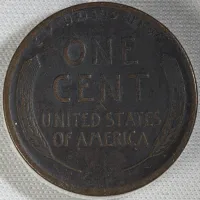 ONE
CENT
UNITED STATES
OF AMERICA